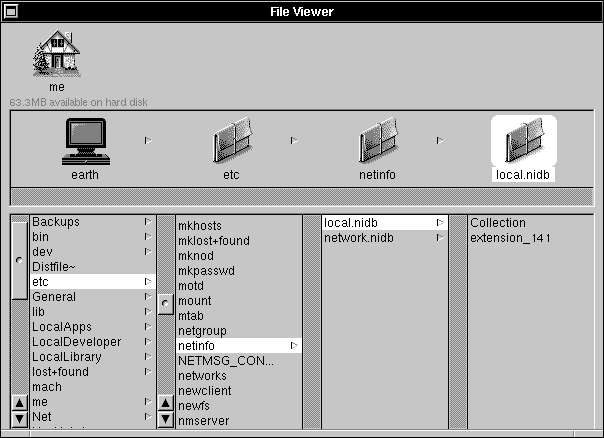 File Viewer
me
63.3MB available on hard disk
earth
etc
netinfo
local.nidb
Backups
bin
dev
Distfile~
etc
General
lib
LocalApps
LocalDeveloper
LocalLibrary
lost+found
mach
me
Net
mkhosts
mklost+found
mknod
mkpasswd
motd
mount
mtab
netgroup
netinfo
NETMSG_CON...
networks
newclient
newfs
nmserver
local.nidb
network.nidb
Collection
extension_141